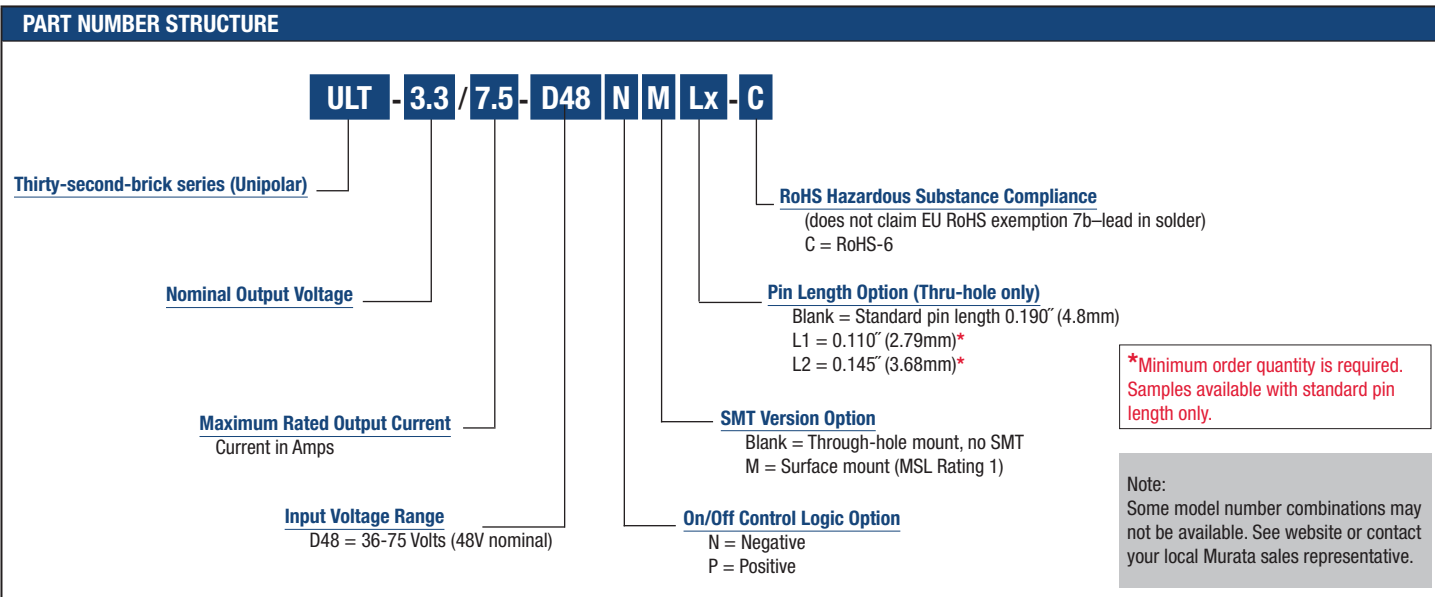 PART NUMBER STRUCTURE
ULT - 3.3 / 7.5 - D48 N M Lx - C
Thirty-second-brick series (Unipolar)
Nominal Output Voltage
Maximum Rated Output Current
Current in Amps
Input Voltage Range
D48 = 36-75 Volts (48V nominal)
RoHS Hazardous Substance Compliance
(does not claim EU RoHS exemption 7b–lead in solder)
C = RoHS-6
Pin Length Option (Thru-hole only)
Blank = Standard pin length 0.190˝ (4.8mm)
L1 = 0.110˝ (2.79mm)*
L2 = 0.145˝ (3.68mm)*
SMT Version Option
Blank = Through-hole mount, no SMT
M = Surface mount (MSL Rating 1)
On/Off Control Logic Option
N = Negative
P = Positive
*Minimum order quantity is required.
Samples available with standard pin
length only.
Note:
Some model number combinations may
not be available. See website or contact
your local Murata sales representative.